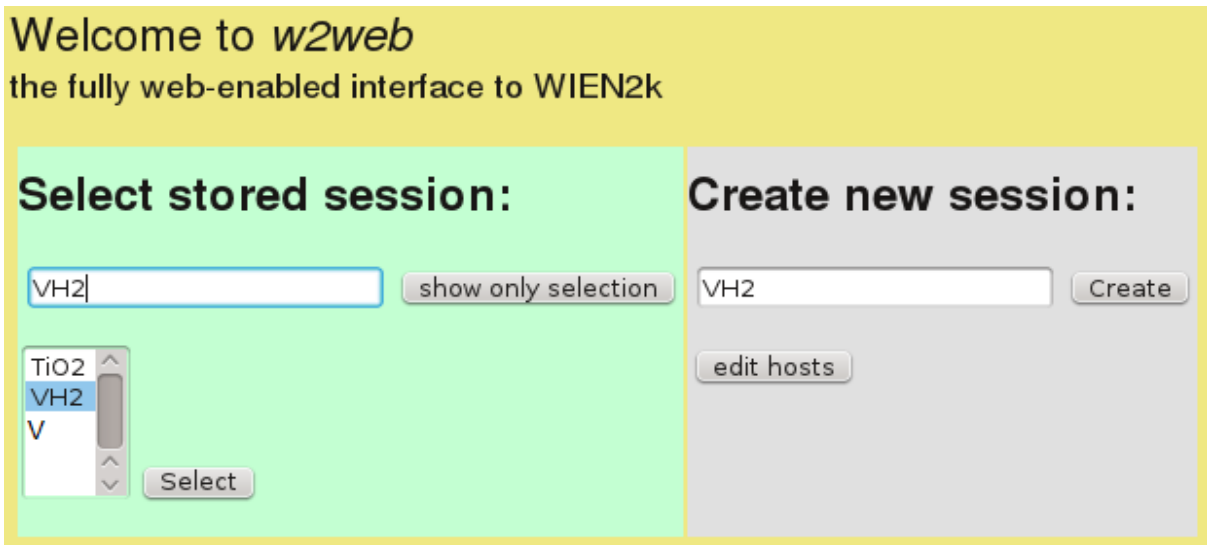 Welcome to w2web
the fully web-enabled interface to WIEN2k
Select stored session:
VH2
show only selection
TiO2
VH2
V
Select
Create new session:
VH2
Create
edit hosts